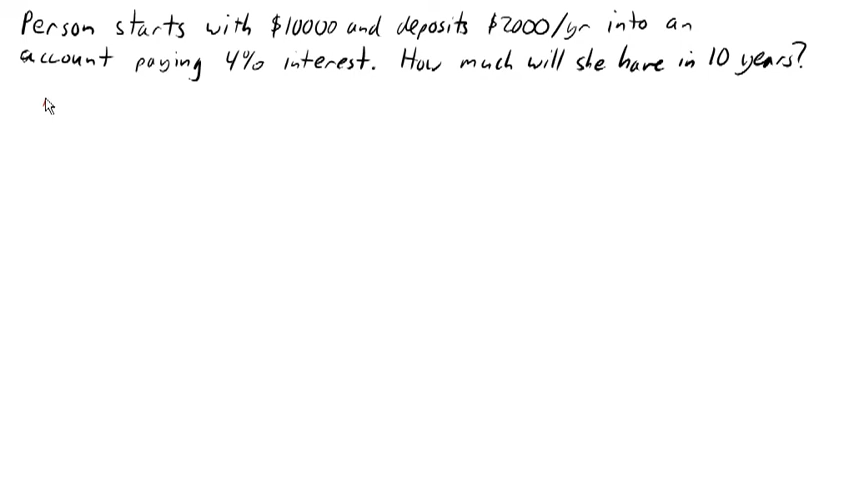 Person starts with $10000 and deposits $2000/yr into an
account paying 4% interest. How much will she have in 10 years?